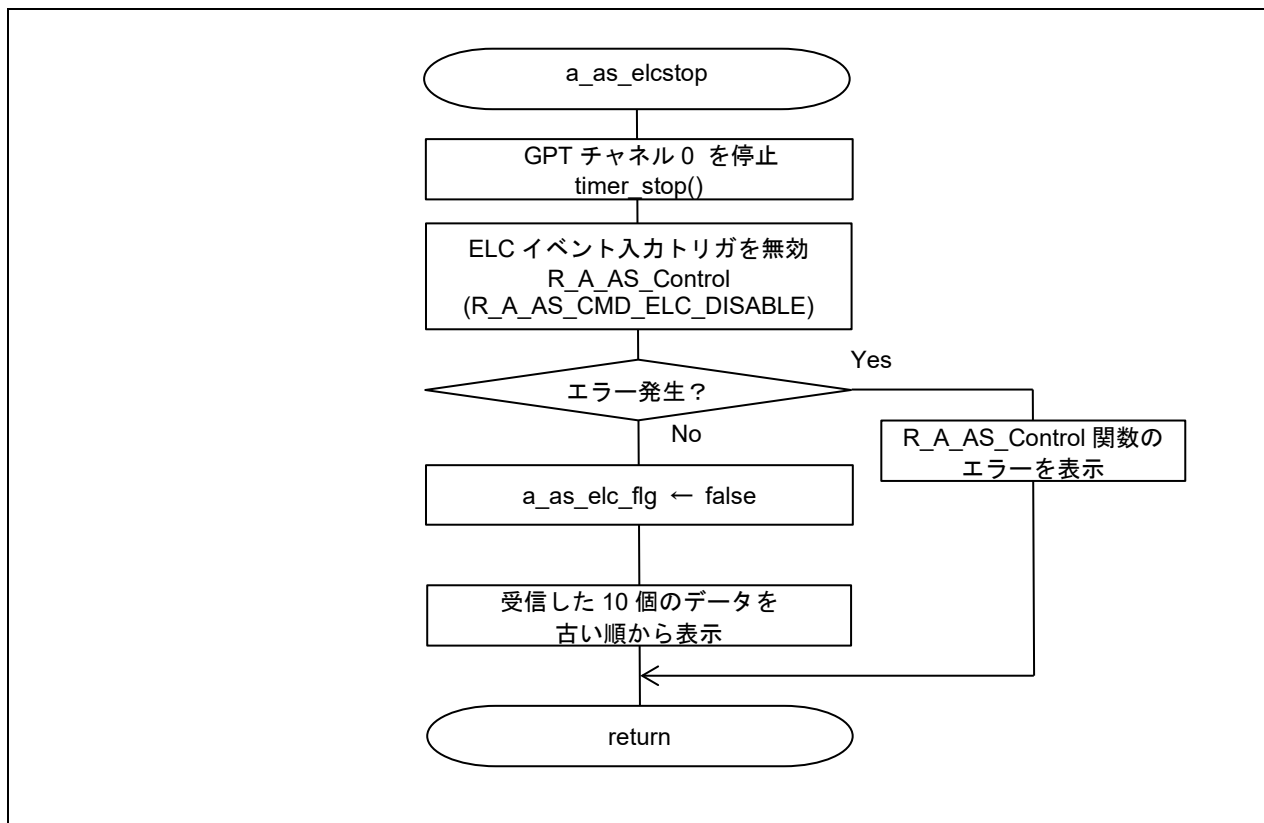 a_as_elcstop
GPT チャネル 0 を停止
timer_stop()
ELC イベント入力トリガを無効
R_A_AS_Control
(R_A_AS_CMD_ELC_DISABLE)
Yes
エラー発生？
No
R_A_AS_Control 関数の
エラーを表示
a_as_elc_flg ← false
受信した 10 個のデータを
古い順から表示
return